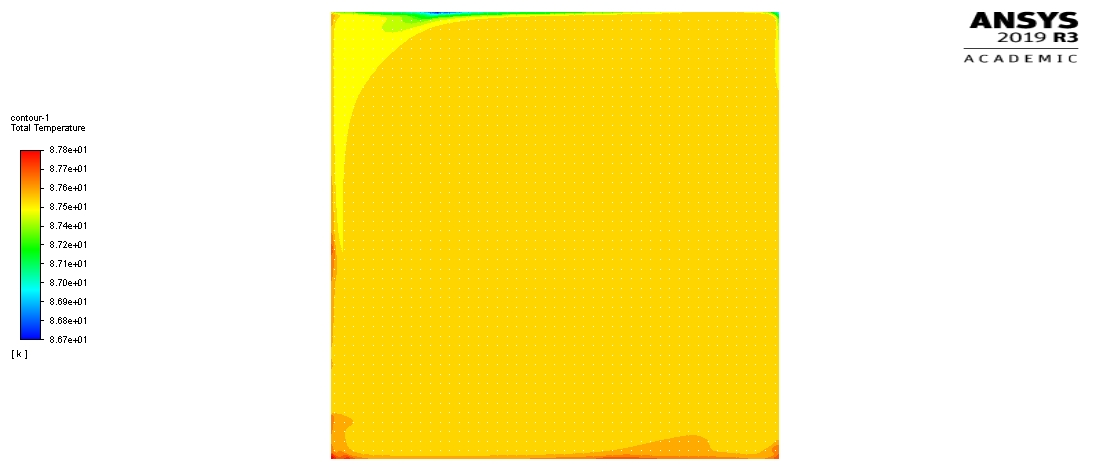 ANSYS
2019 R3
ACADEMIC
contour-1
Total Temperature
8.78e+01
8.77e+01
8.76e+01
8.75e+01
8.74e+01
8.72e+01
8.71e+01
8.70e+01
8.69e+01
8.68e+01
8.67e+01
[ k ]